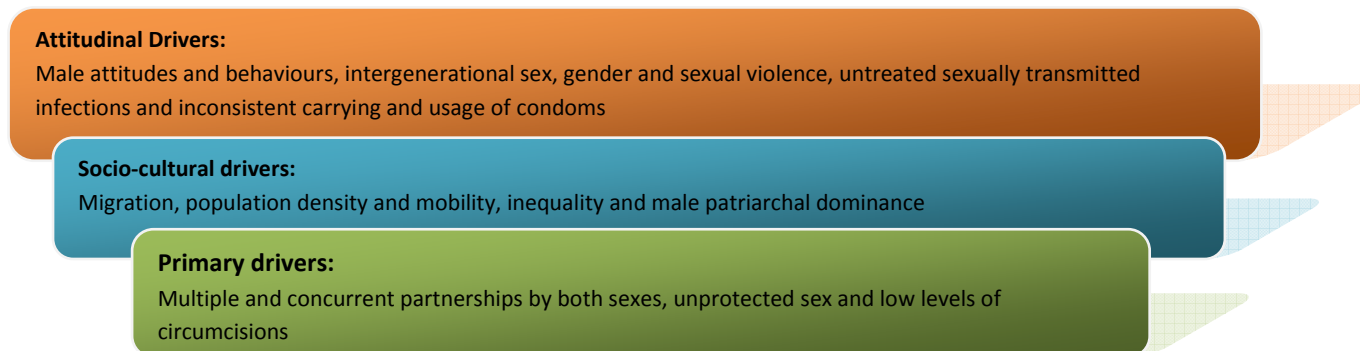 Attitudinal Drivers:
Male attitudes and behaviours, intergenerational sex, gender and sexual violence, untreated sexually transmitted
infections and inconsistent carrying and usage of condoms
Socio-cultural drivers:
Migration, population density and mobility, inequality and male patriarchal dominance
Primary drivers:
Multiple and concurrent partnerships by both sexes, unprotected sex and low levels of
circumcisions